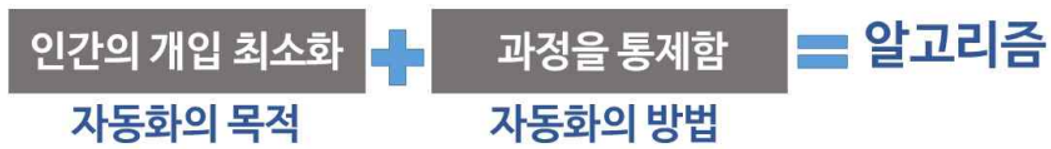 인간의 개입 최소화 + 과정을 통제함 = 알고리즘
자동화의 목적 자동화의 방법